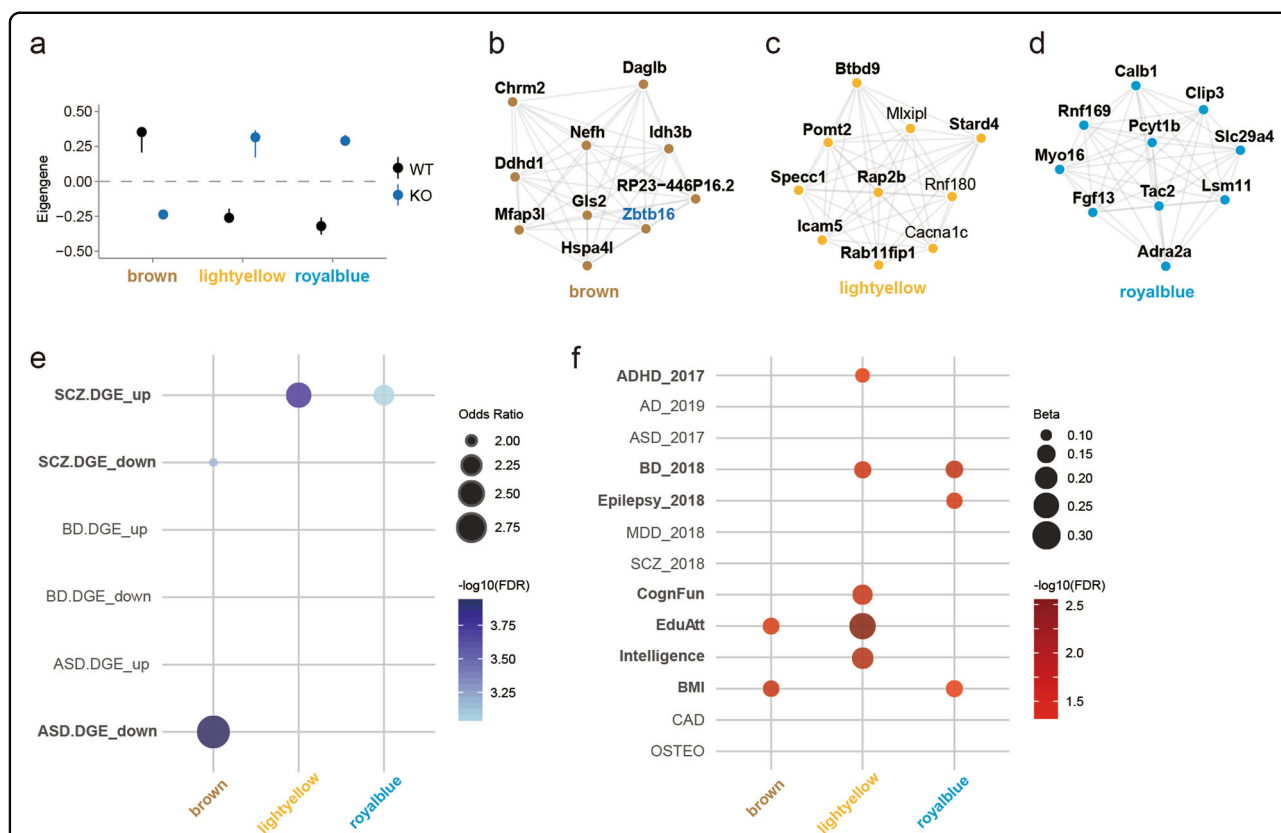 a
0.50
0.25
0.00
−0.25
−0.50
Eigengene
WT
KO
brown
lightyellow
royalblue
b
Daglb
Chrm2
Nefh
Idh3b
Ddhd1
RP23−446P16.2
Gls2
Zbtb16
Mfap3l
Hspa4l
brown
c
Btbd9
Mlxipl
Stard4
Pomt2
Specc1
Rap2b
Rnf180
Icam5
Cacna1c
Rab11fip1
lightyellow
d
Calb1
Clip3
Rnf169
Pcyt1b
Slc29a4
Myo16
Fgf13
Tac2
Lsm11
Adra2a
royalblue
e
SCZ.DGE_up
SCZ.DGE_down
BD.DGE_up
BD.DGE_down
ASD.DGE_up
ASD.DGE_down
brown
lightyellow
royalblue
Odds Ratio
2.00
2.25
2.50
2.75
-log10(FDR)
3.75
3.50
3.25
f
ADHD_2017
AD_2019
ASD_2017
BD_2018
Epilepsy_2018
MDD_2018
SCZ_2018
CognFun
EduAtt
Intelligence
BMI
CAD
OSTEO
brown
lightyellow
royalblue
Beta
0.10
0.15
0.20
0.25
0.30
-log10(FDR)
2.5
2.0
1.5